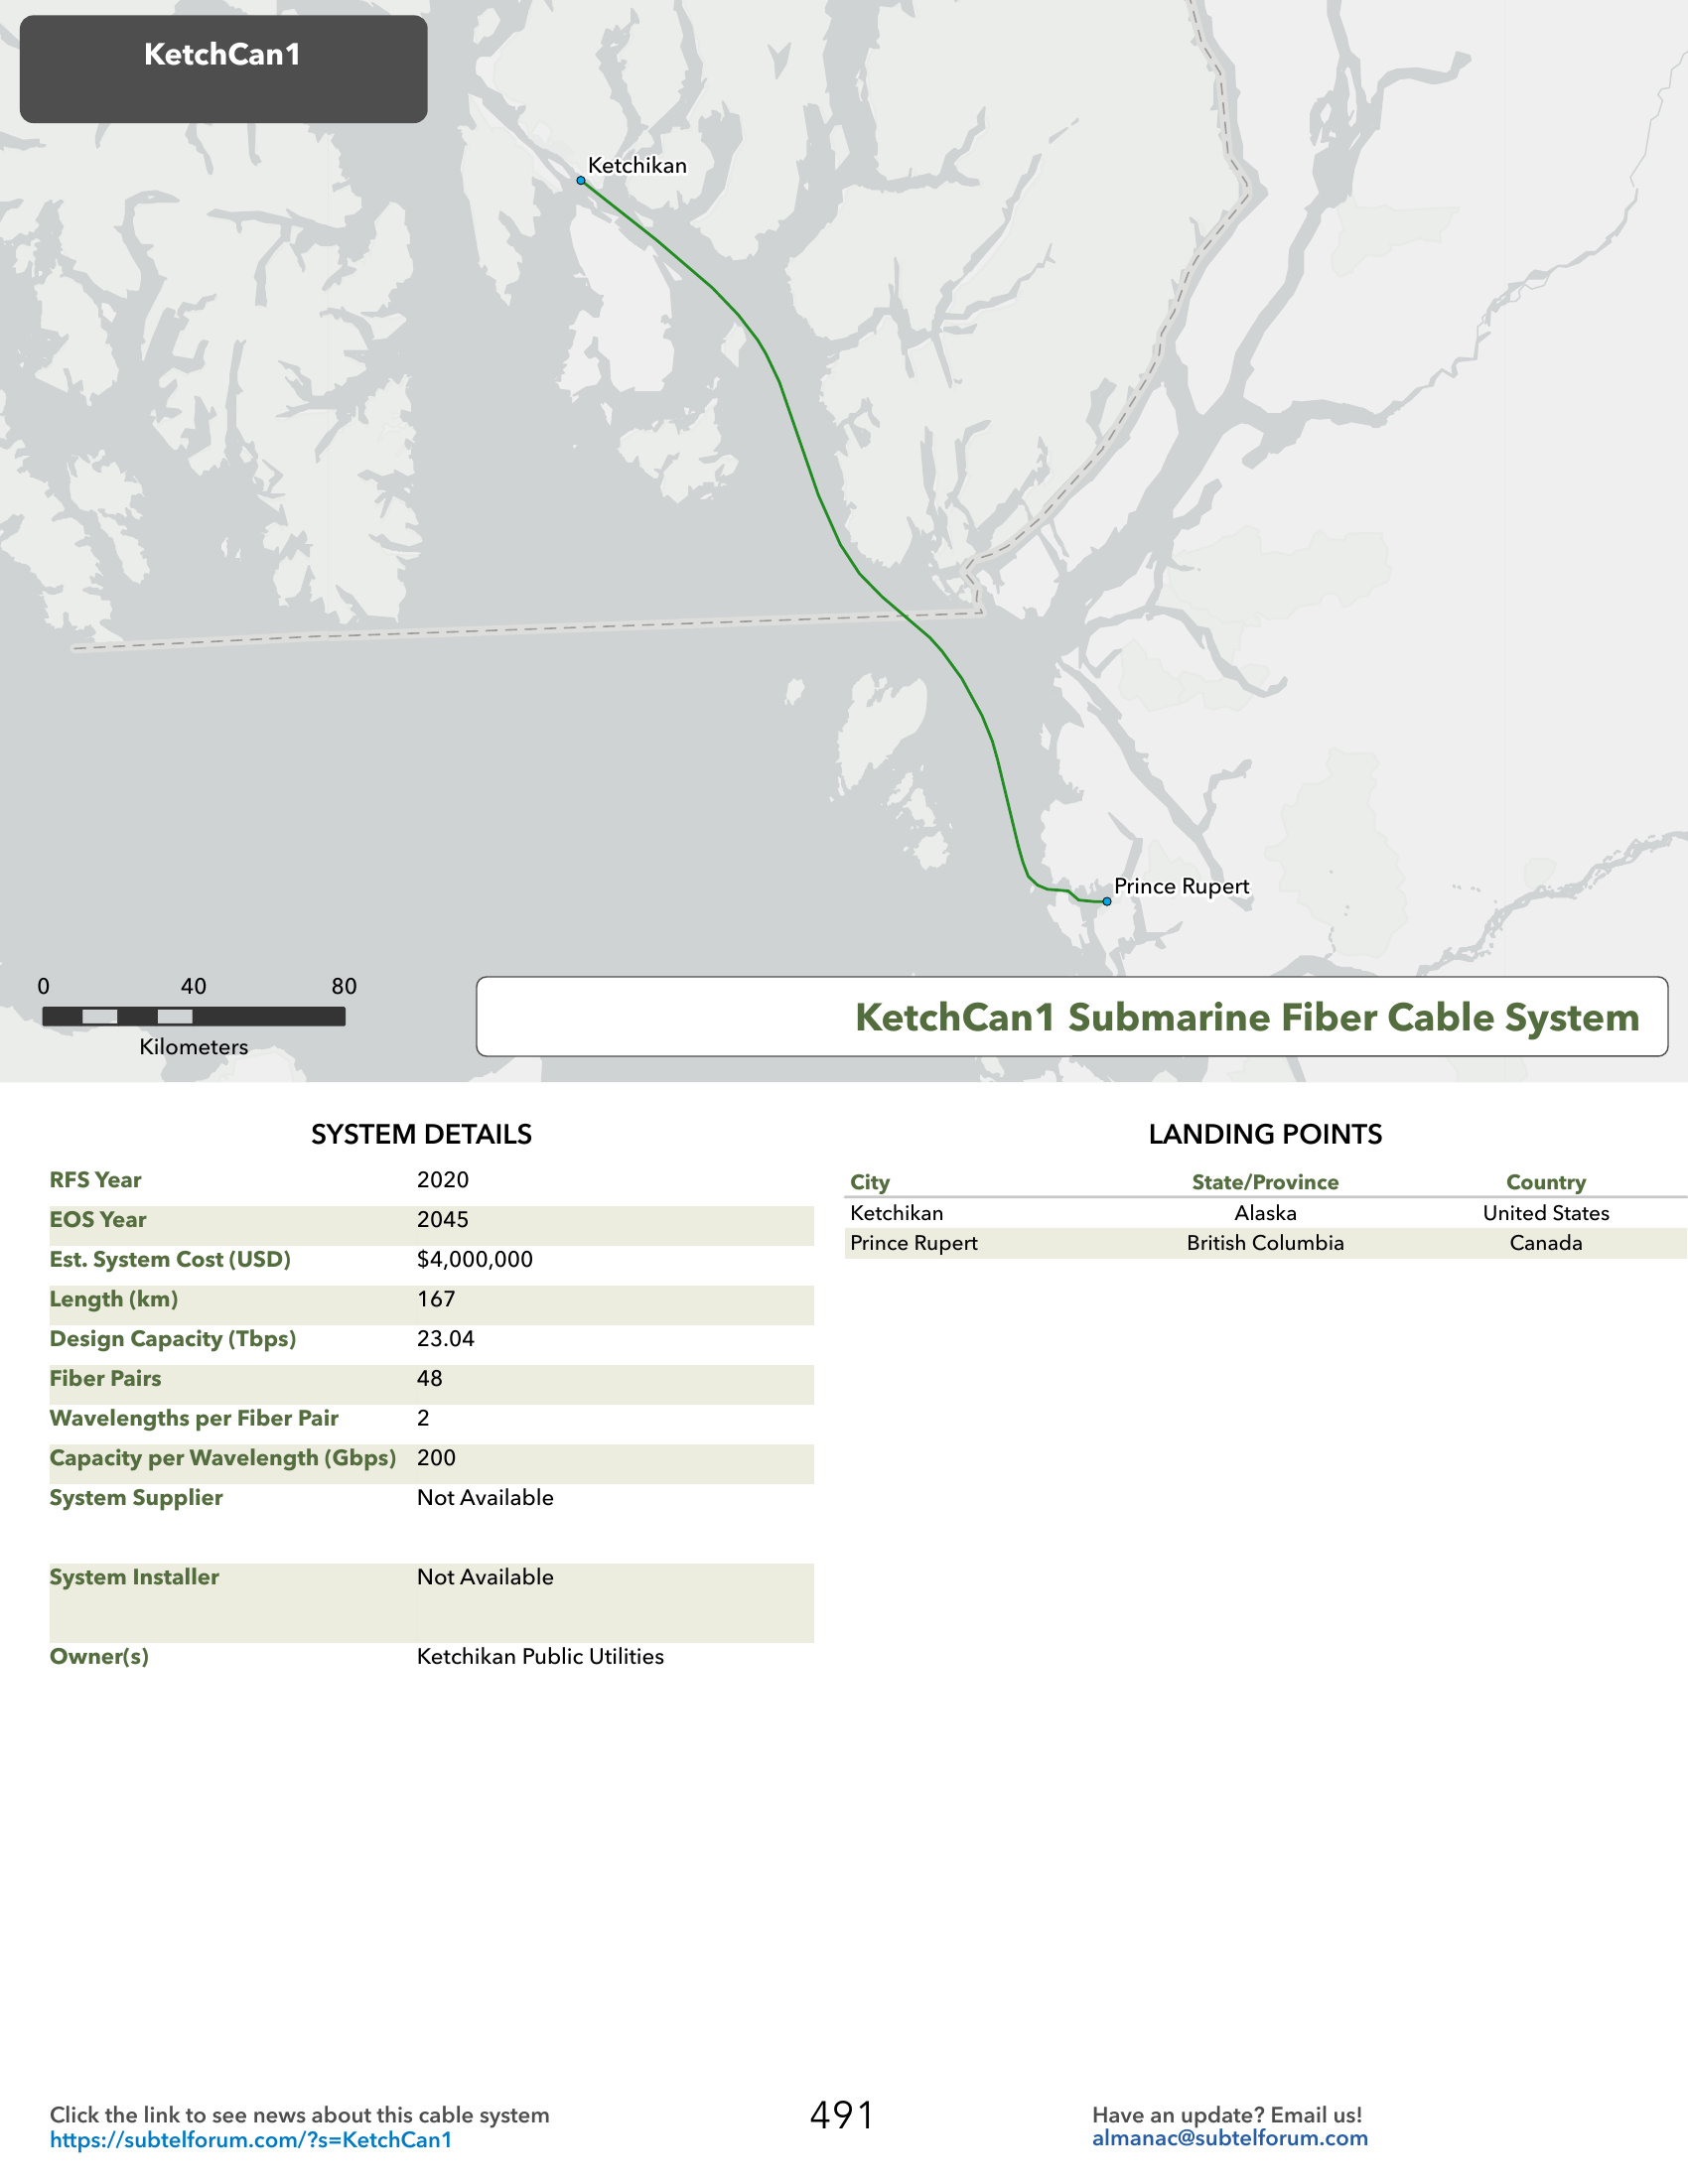 KetchCan1
Ketchikan
Prince Rupert
0 40 80
Kilometers
KetchCan1 Submarine Fiber Cable System
SYSTEM DETAILS
RFS Year 2020
EOS Year 2045
Est. System Cost (USD) $4,000,000
Length (km) 167
Design Capacity (Tbps) 23.04
Fiber Pairs 48
Wavelengths per Fiber Pair 2
Capacity per Wavelength (Gbps) 200
System Supplier Not Available
System Installer Not Available
Owner(s) Ketchikan Public Utilities
LANDING POINTS
City State/Province Country
Ketchikan Alaska United States
Prince Rupert British Columbia Canada
Click the link to see news about this cable system
https://subtelforum.com/?s=KetchCan1
491
Have an update? Email us!
almanac@subtelforum.com